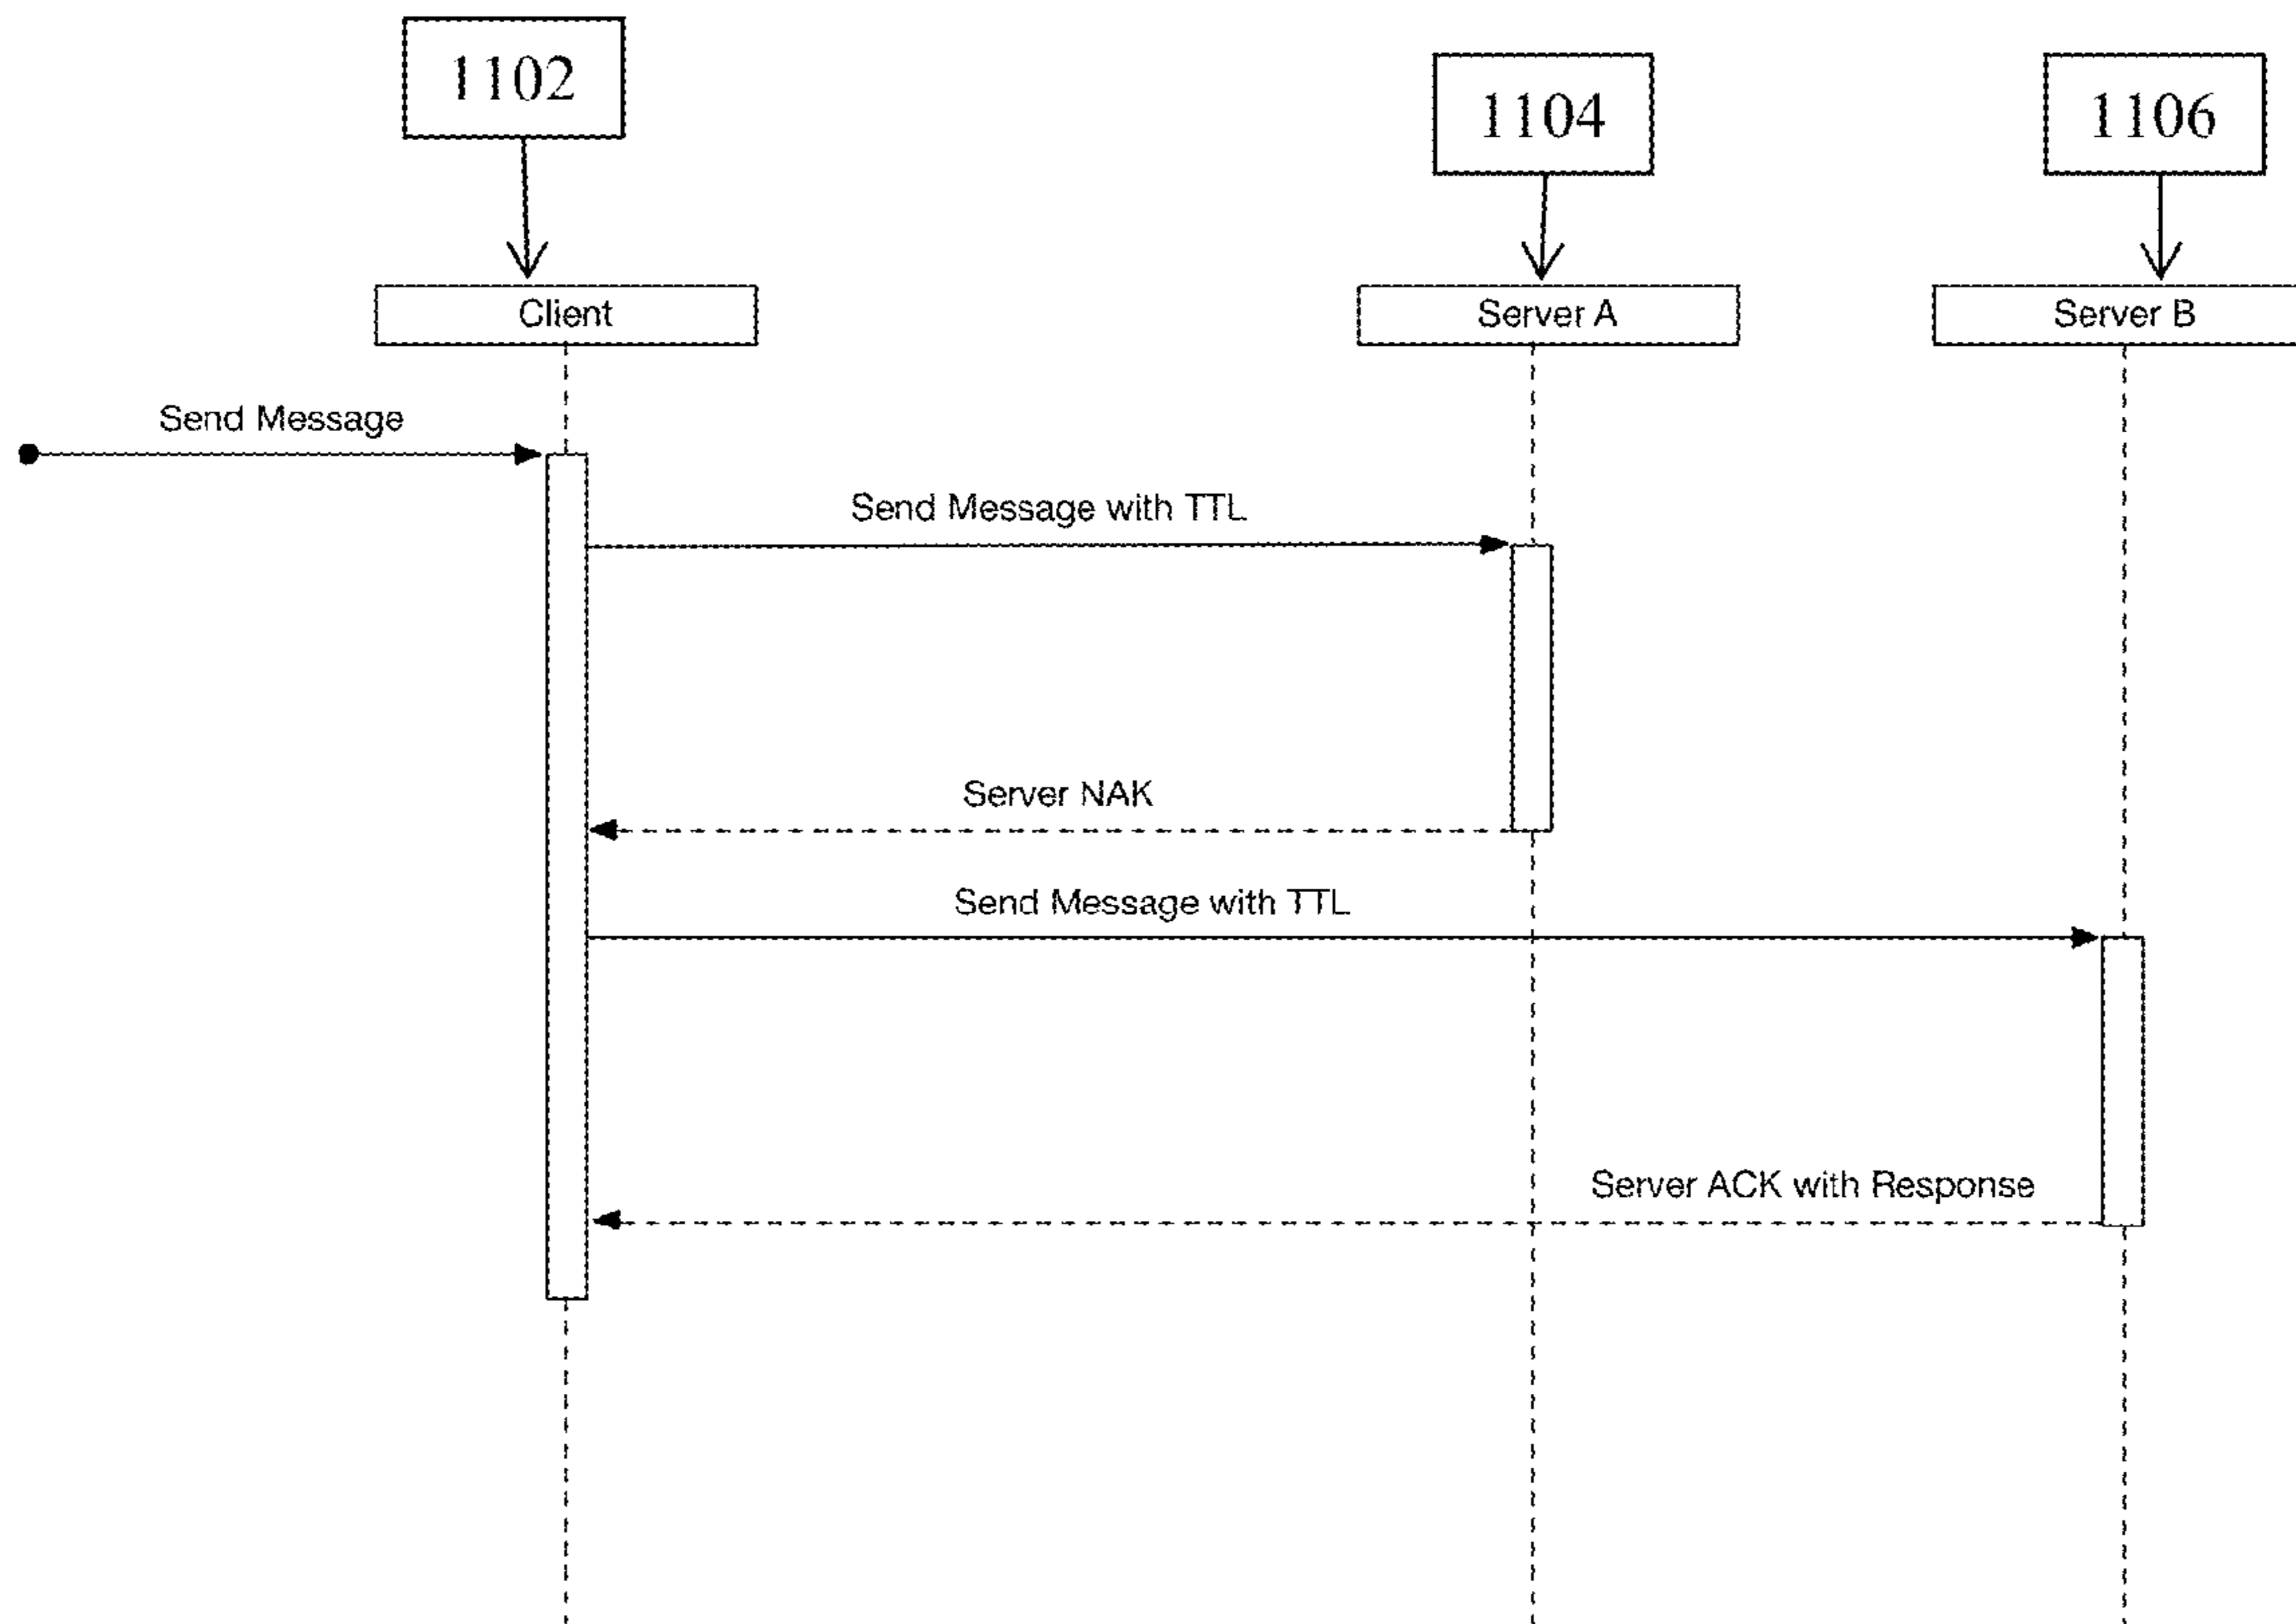 1102
1104
1106
Client
Server A
Server B
Send Message
Send Message with TTL
Server NAK
Send Message with TTL
Server ACK with Response